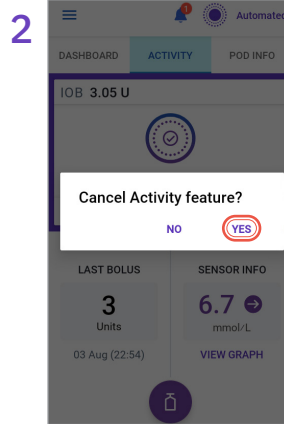 2
Automated
DASHBOARD ACTIVITY POD INFO
IOB 3.05 U
Cancel Activity feature?
NO YES
LAST BOLUS SENSOR INFO
3 6.7
Units mmol/L
03 Aug (22:54) VIEW GRAPH